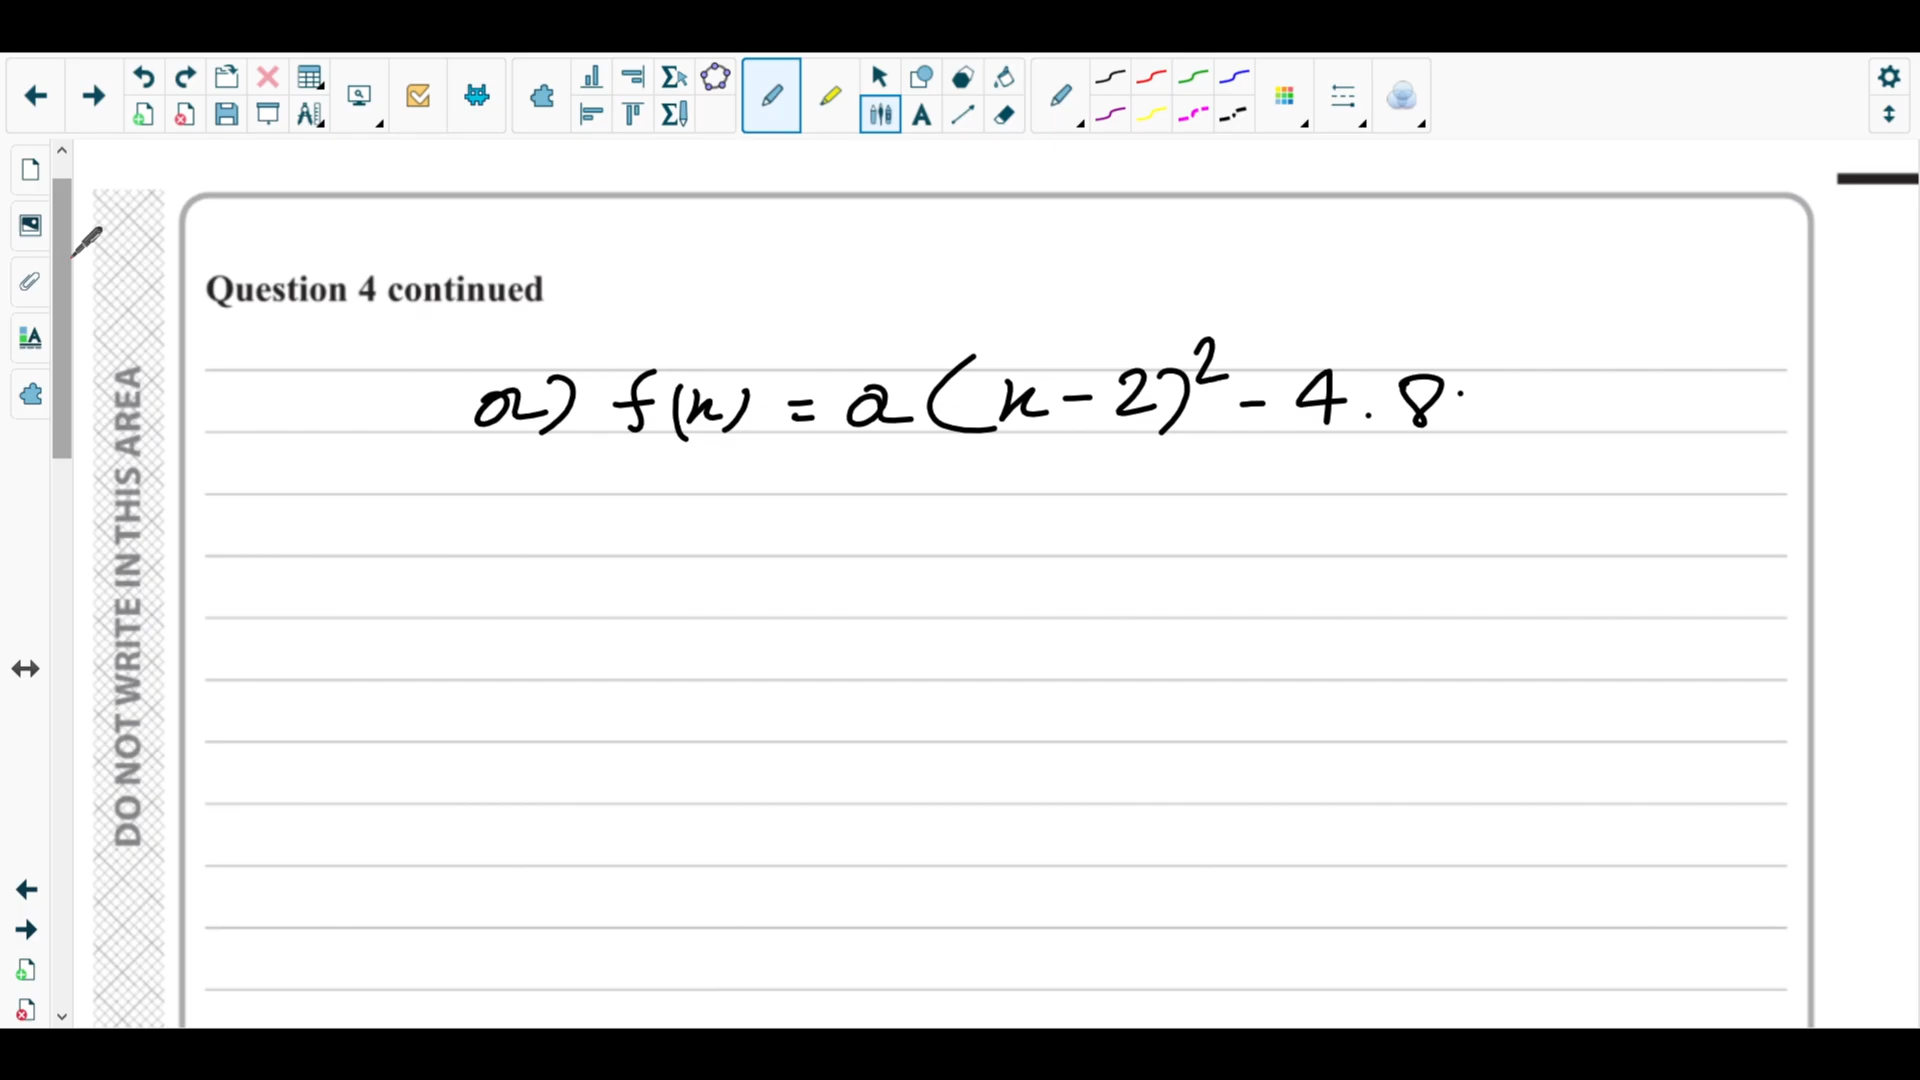 Question 4 continued
a) f(x) = a(x-2)² - 4.8.
DO NOT WRITE IN THIS AREA